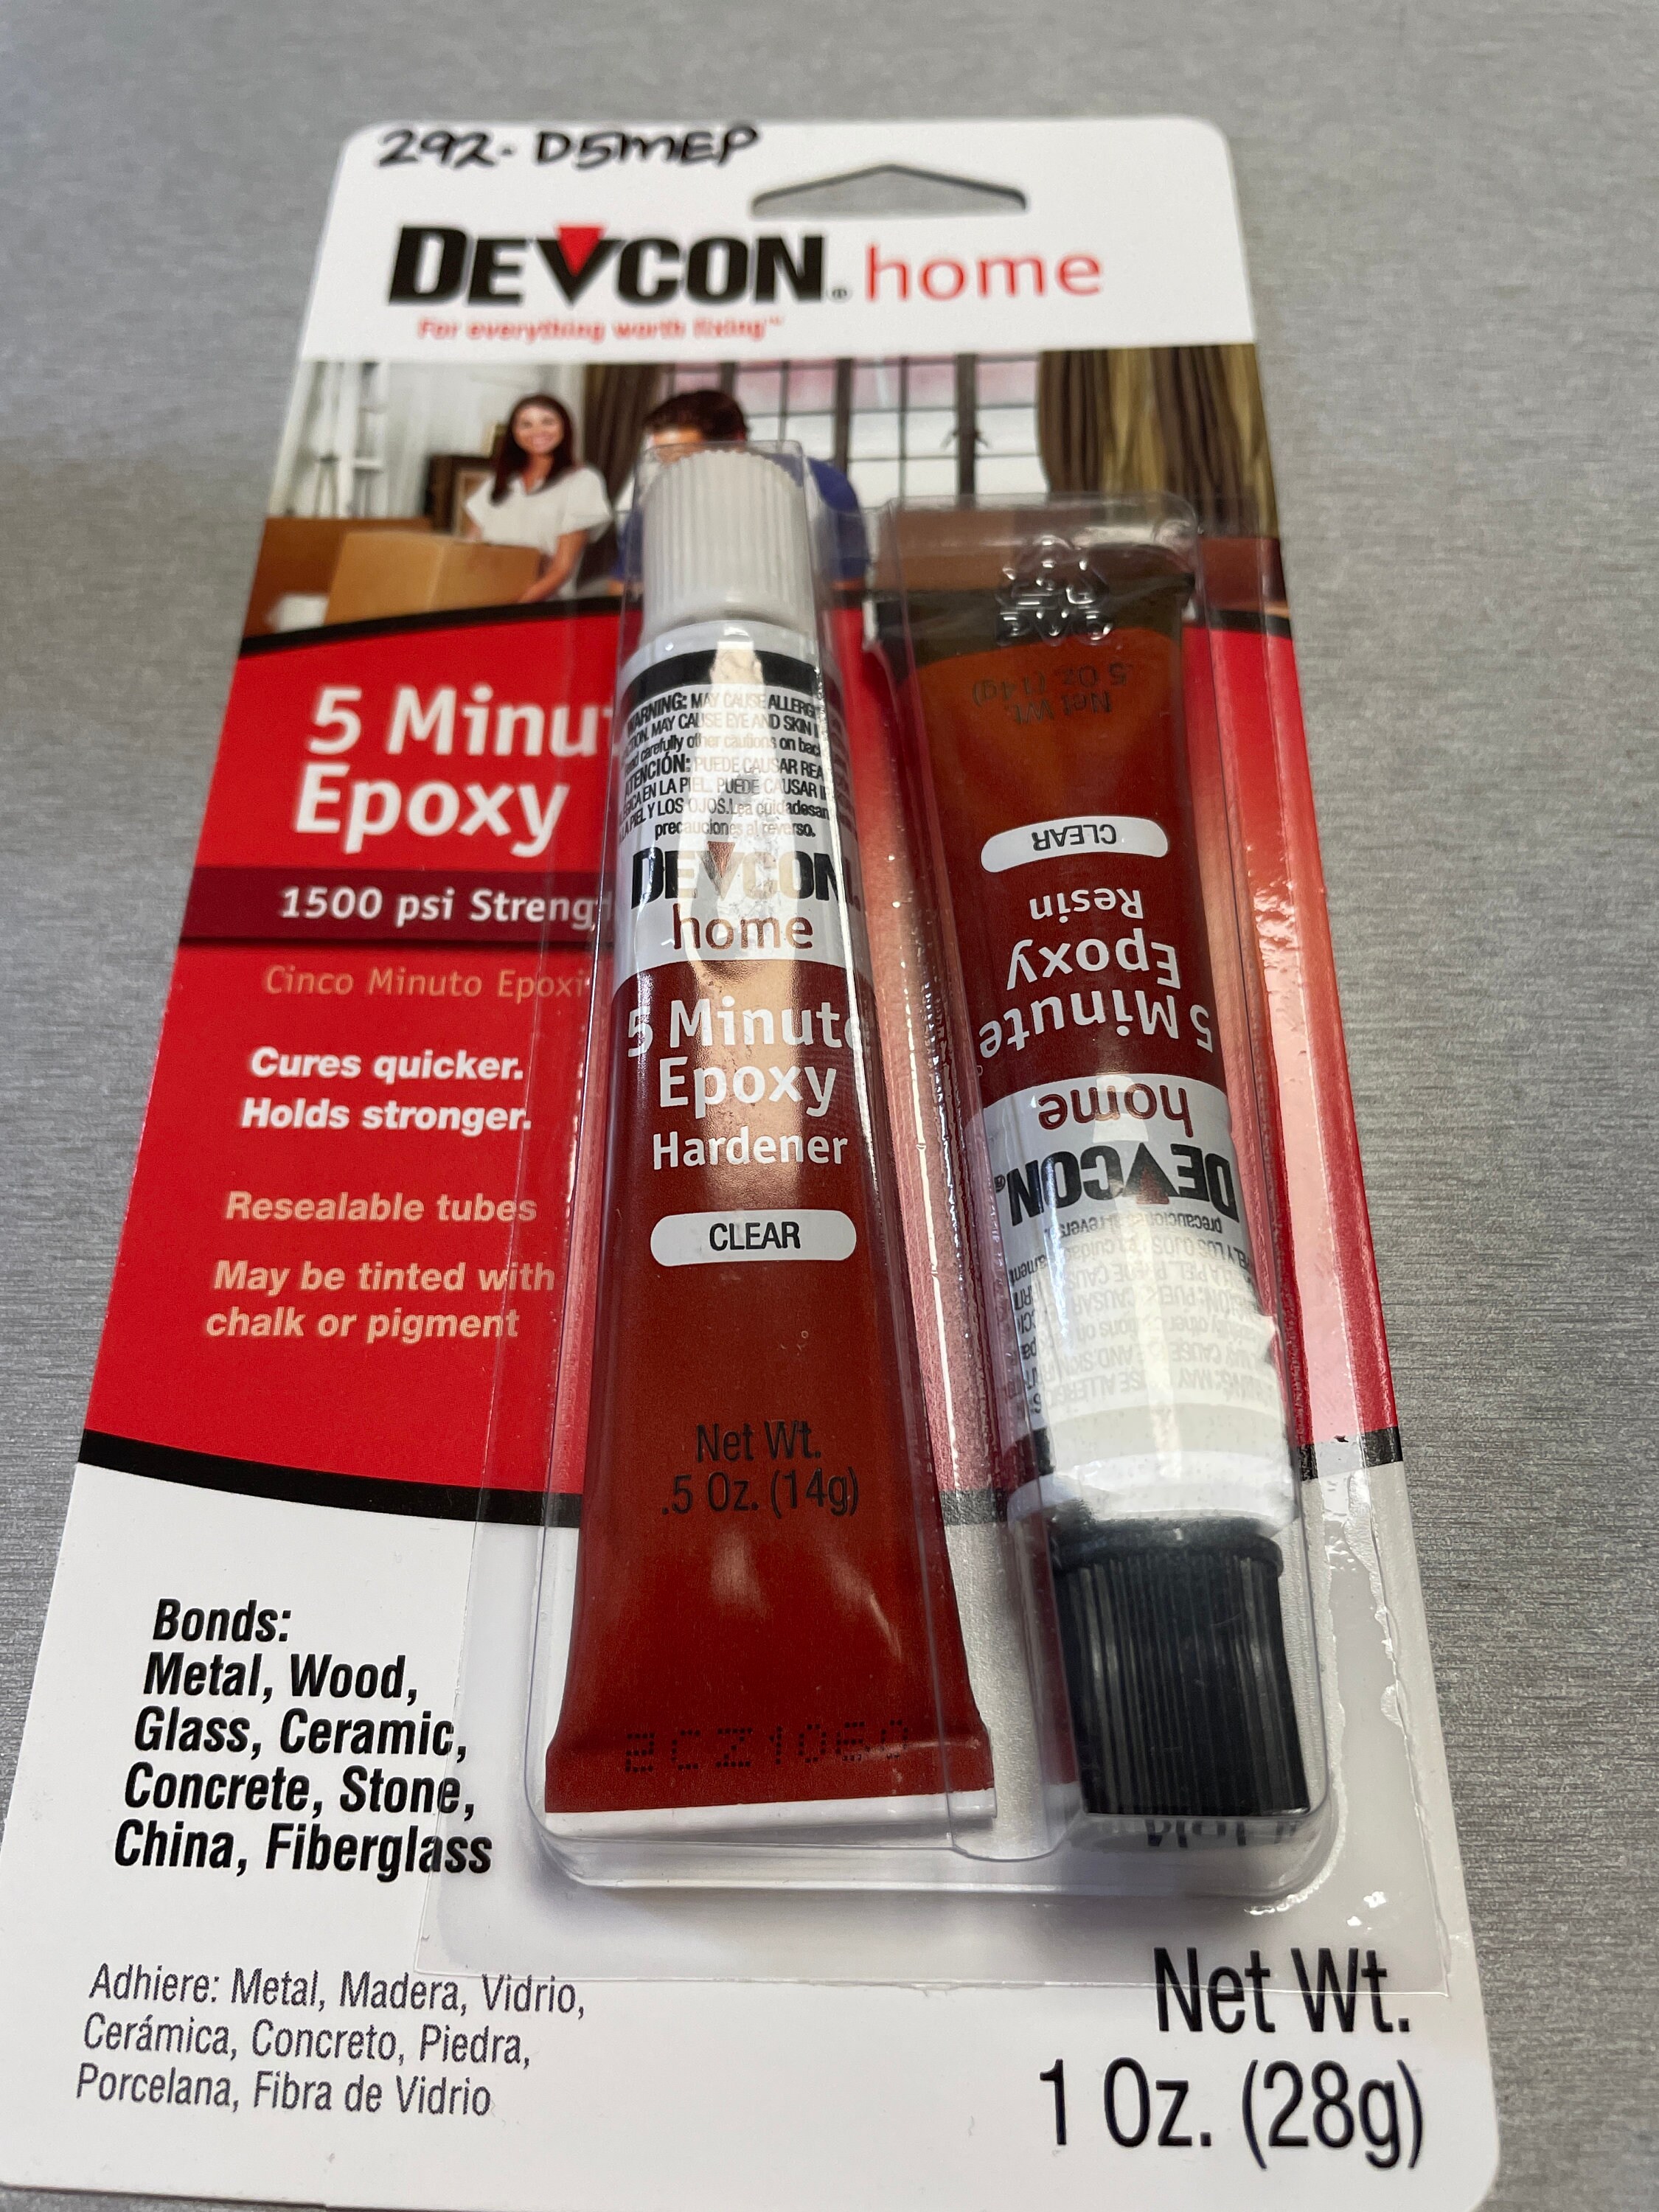 292- D5MEP
DEVCON® home
For everything worth fixing™
5 Minu
Epoxy
1500 psi Streng
Cinco Minuto Epoxi
Cures quicker.
Holds stronger.
Resealable tubes
May be tinted with
chalk or pigment
Bonds:
Metal, Wood,
Glass, Ceramic,
Concrete, Stone,
China, Fiberglass
Adhiere: Metal, Madera, Vidrio,
Cerámica, Concreto, Piedra,
Porcelana, Fibra de Vidrio
Net Wt.
1 Oz. (28g)
WARNING: MAY CAUSE ALLERGI
MAY CAUSE EYE AND SKIN
carefully other cautions on back
ATENCIÓN: PUEDE CAUSAR REA
EN LA PIEL. PUEDE CAUSAR
LA PIEL Y LOS OJOS. Lea cuidadosam
precauciones al reverso.
DEVCON
home
5 Minute
Epoxy
Hardener
CLEAR
Net Wt.
.5 Oz. (14g)
DEVCON®
home
5 Minute
Epoxy
Resin
CLEAR
Net Wt.
.5 Oz. (14g)